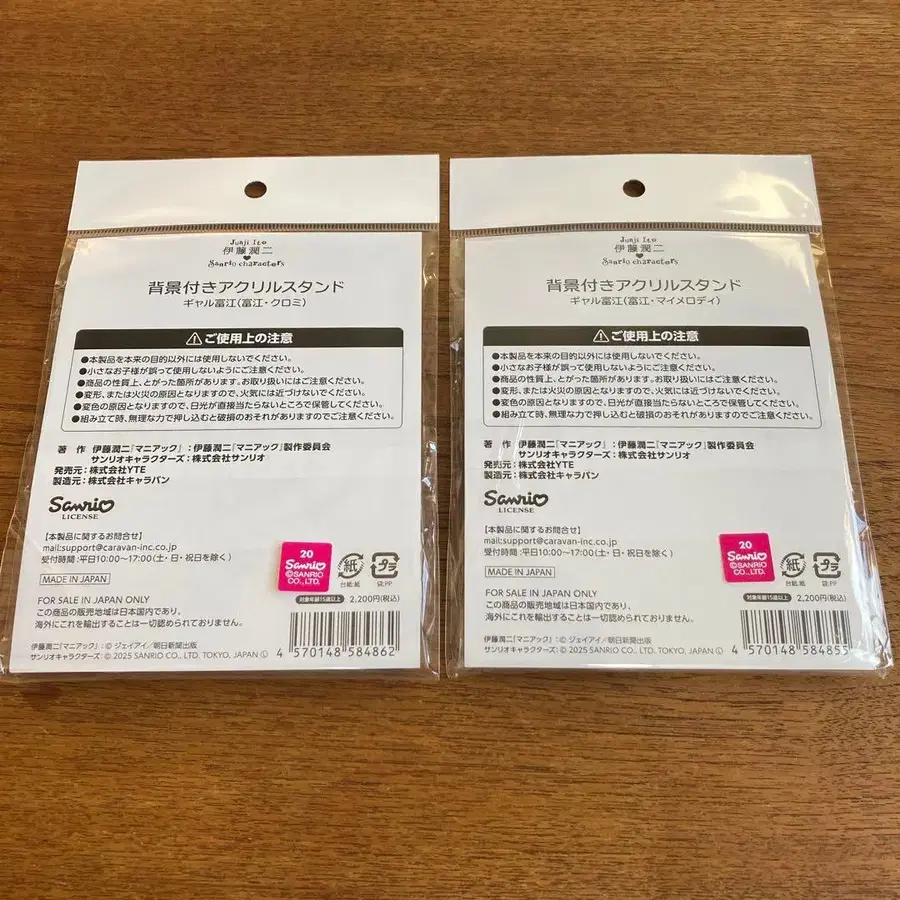 Junji Ito
伊藤潤二
Sanrio characters
背景付きアクリルスタンド
ギャル富江(富江・クロミ)
ご使用上の注意
●本製品を本来の目的以外には使用しないでください。
●小さなお子様が誤って使用しないようにご注意ください。
●商品の性質上、とがった箇所があります。お取り扱いにはご注意ください。
●変形、または火災の原因となりますので、火気には近づけないでください。
●変色の原因となりますので、日光が直接当たらないところで保管してください。
●組み立て時、無理な力で押し込むと破損のおそれがありますのでご注意ください。
著 作 伊藤潤二『マニアック』：伊藤潤二『マニアック』製作委員会
サンリオキャラクターズ：株式会社サンリオ
発売元：株式会社YTE
製造元：株式会社キャラバン
Sanrio
LICENSE
【本製品に関するお問合せ】
mail:support@caravan-inc.co.jp
受付時間：平日10:00～17:00(土・日・祝日を除く)
MADE IN JAPAN
20
Sanrio
©SANRIO
CO., LTD.
紙
台紙:紙
プラ
袋:PP
FOR SALE IN JAPAN ONLY
この商品の販売地域は日本国内であり、
海外にこれを輸出することは一切認められておりません。
対象年齢15歳以上
2,200円(税込)
伊藤潤二『マニアック』：© ジェイアイ／朝日新聞出版
サンリオキャラクターズ：© 2025 SANRIO CO., LTD. TOKYO, JAPAN Ⓛ
4 570148 584862
Junji Ito
伊藤潤二
Sanrio characters
背景付きアクリルスタンド
ギャル富江(富江・マイメロディ)
ご使用上の注意
●本製品を本来の目的以外には使用しないでください。
●小さなお子様が誤って使用しないようにご注意ください。
●商品の性質上、とがった箇所があります。お取り扱いにはご注意ください。
●変形、または火災の原因となりますので、火気には近づけないでください。
●変色の原因となりますので、日光が直接当たらないところで保管してください。
●組み立て時、無理な力で押し込むと破損のおそれがありますのでご注意ください。
著 作 伊藤潤二『マニアック』：伊藤潤二『マニアック』製作委員会
サンリオキャラクターズ：株式会社サンリオ
発売元：株式会社YTE
製造元：株式会社キャラバン
Sanrio
LICENSE
【本製品に関するお問合せ】
mail:support@caravan-inc.co.jp
受付時間：平日10:00～17:00(土・日・祝日を除く)
MADE IN JAPAN
20
Sanrio
©SANRIO
CO., LTD.
紙
台紙:紙
プラ
袋:PP
FOR SALE IN JAPAN ONLY
この商品の販売地域は日本国内であり、
海外にこれを輸出することは一切認められておりません。
対象年齢15歳以上
2,200円(税込)
伊藤潤二『マニアック』：© ジェイアイ／朝日新聞出版
サンリオキャラクターズ：© 2025 SANRIO CO., LTD. TOKYO, JAPAN Ⓛ
4 570148 584855